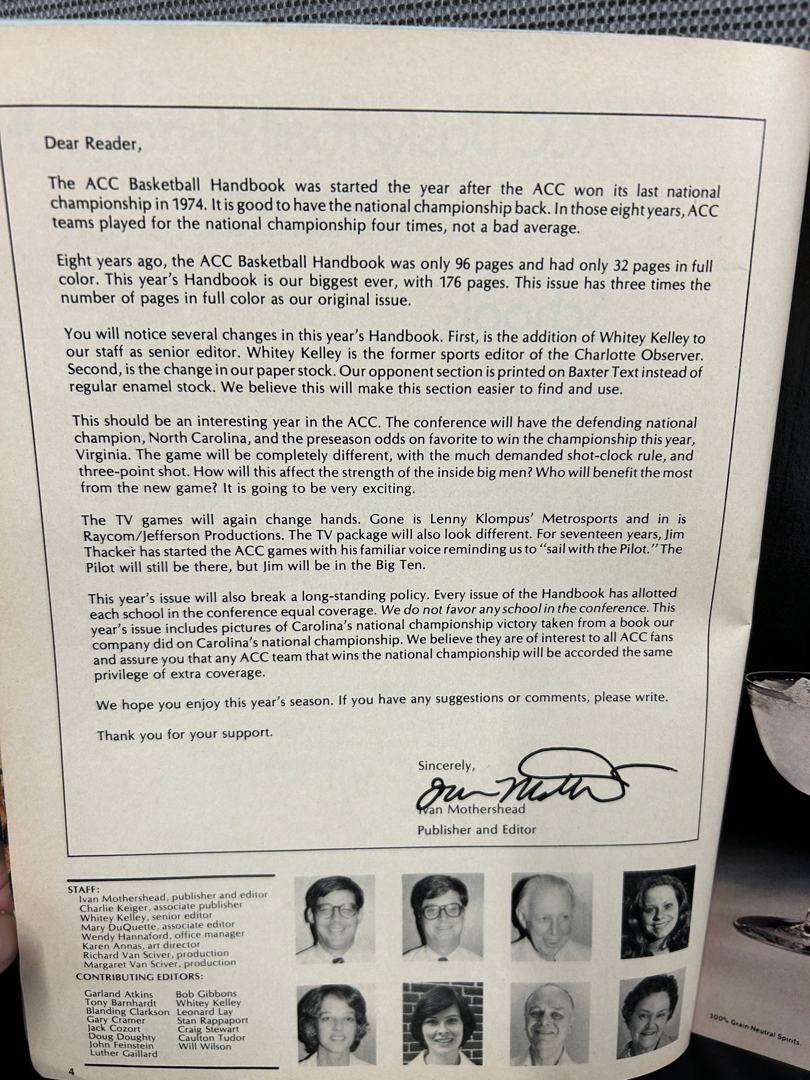 Dear Reader,
The ACC Basketball Handbook was started the year after the ACC won its last national
championship in 1974. It is good to have the national championship back. In those eight years, ACC
teams played for the national championship four times, not a bad average.
Eight years ago, the ACC Basketball Handbook was only 96 pages and had only 32 pages in full
color. This year's Handbook is our biggest ever, with 176 pages. This issue has three times the
number of pages in full color as our original issue.
You will notice several changes in this year's Handbook. First, is the addition of Whitey Kelley to
our staff as senior editor. Whitey Kelley is the former sports editor of the Charlotte Observer.
Second, is the change in our paper stock. Our opponent section is printed on Baxter Text instead of
regular enamel stock. We believe this will make this section easier to find and use.
This should be an interesting year in the ACC. The conference will have the defending national
champion, North Carolina, and the preseason odds on favorite to win the championship this year,
Virginia. The game will be completely different, with the much demanded shot-clock rule, and
three-point shot. How will this affect the strength of the inside big men? Who will benefit the most
from the new game? It is going to be very exciting.
The TV games will again change hands. Gone is Lenny Klompus' Metrosports and in is
Raycom/Jefferson Productions. The TV package will also look different. For seventeen years, Jim
Thacker has started the ACC games with his familiar voice reminding us to "sail with the Pilot." The
Pilot will still be there, but Jim will be in the Big Ten.
This year's issue will also break a long-standing policy. Every issue of the Handbook has allotted
each school in the conference equal coverage. We do not favor any school in the conference. This
year's issue includes pictures of Carolina's national championship victory taken from a book our
company did on Carolina's national championship. We believe they are of interest to all ACC fans
and assure you that any ACC team that wins the national championship will be accorded the same
privilege of extra coverage.
We hope you enjoy this year's season. If you have any suggestions or comments, please write.
Thank you for your support.
Sincerely,
Ivan Mothershead
Publisher and Editor
STAFF:
Ivan Mothershead, publisher and editor
Charlie Keiger, associate publisher
Whitey Kelley, senior editor
Mary DuQuette, associate editor
Wendy Hannaford, office manager
Karen Annas, art director
Richard Van Sciver, production
Margaret Van Sciver, production
CONTRIBUTING EDITORS:
Garland Atkins
Tony Barnhardt
Blanding Clarkson
Gary Cramer
Jack Cozort
Doug Doughty
John Feinstein
Luther Gaillard
Bob Gibbons
Whitey Kelley
Leonard Lay
Stan Rappaport
Craig Stewart
Caulton Tudor
Will Wilson
4
100% Grain Neutral Spirits.